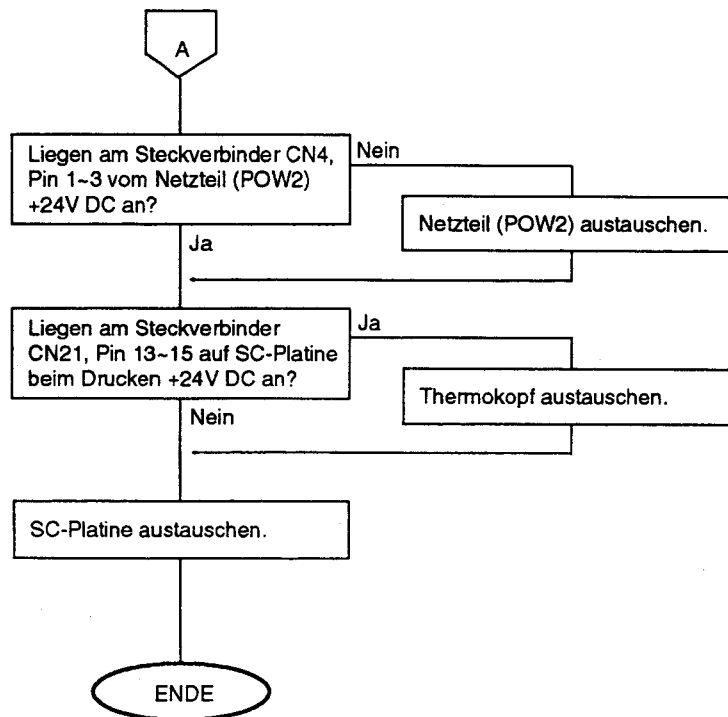 A
Liegen am Steckverbinder CN4,
Pin 1~3 vom Netzteil (POW2)
+24V DC an?
Nein
Netzteil (POW2) austauschen.
Ja
Liegen am Steckverbinder
CN21, Pin 13~15 auf SC-Platine
beim Drucken +24V DC an?
Ja
Thermokopf austauschen.
Nein
SC-Platine austauschen.
ENDE